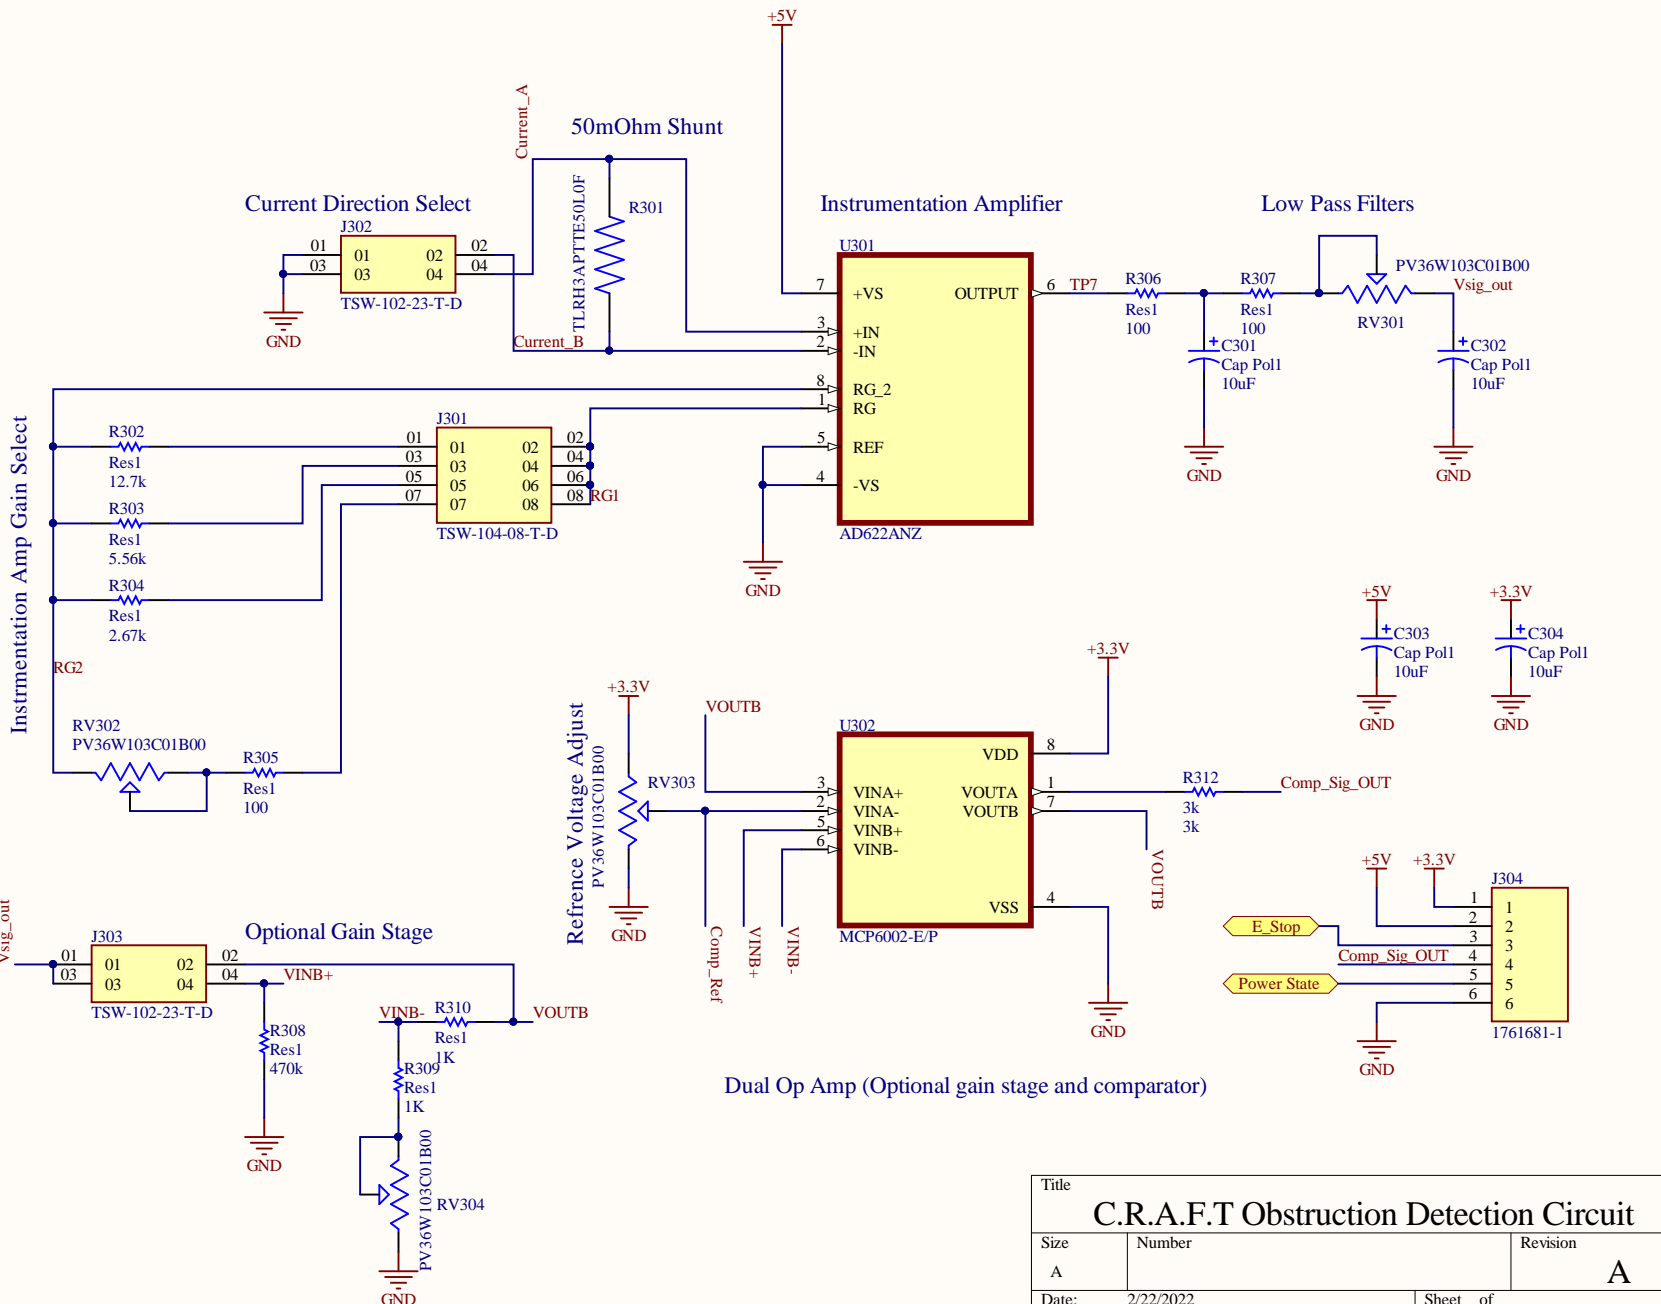 +5V
Current_A
50mOhm Shunt
Current Direction Select
J302
01 01 02 02
03 03 04 04
TSW-102-23-T-D
GND
TLRH3APTTE50L0F
R301
Current_B
Instrumentation Amplifier
U301
7 +VS OUTPUT 6 TP7
3 +IN
2 -IN
8 RG_2
1 RG
5 REF
4 -VS
AD622ANZ
GND
Low Pass Filters
R306
Res1
100
R307
Res1
100
PV36W103C01B00
Vsig_out
RV301
C301
Cap Pol1
10uF
GND
C302
Cap Pol1
10uF
GND
Instrmentation Amp Gain Select
R302
Res1
12.7k
R303
Res1
5.56k
R304
Res1
2.67k
RG2
J301
01 01 02 02
03 03 04 04
05 05 06 06
07 07 08 08
RG1
TSW-104-08-T-D
RV302
PV36W103C01B00
R305
Res1
100
+5V
C303
Cap Pol1
10uF
GND
+3.3V
C304
Cap Pol1
10uF
GND
Refrence Voltage Adjust
PV36W103C01B00
+3.3V
RV303
GND
VOUTB
Comp_Ref
VINB+
VINB-
U302
VDD 8
3 VINA+ VOUTA 1
2 VINA- VOUTB 7
5 VINB+
6 VINB-
VSS 4
MCP6002-E/P
+3.3V
R312
3k
3k
Comp_Sig_OUT
VOUTB
GND
+5V
+3.3V
J304
1 1
2 2
3 3
4 4
5 5
6 6
1761681-1
E_Stop
Comp_Sig_OUT
Power State
GND
Vsig_out
Optional Gain Stage
J303
01 01 02 02
03 03 04 04
TSW-102-23-T-D
VINB+
R308
Res1
470k
GND
VINB-
R310
Res1
1K
VOUTB
R309
Res1
1K
PV36W103C01B00
RV304
GND
Dual Op Amp (Optional gain stage and comparator)
Title
C.R.A.F.T Obstruction Detection Circuit
Size
A
Number
Revision
A
Date: 2/22/2022 Sheet of